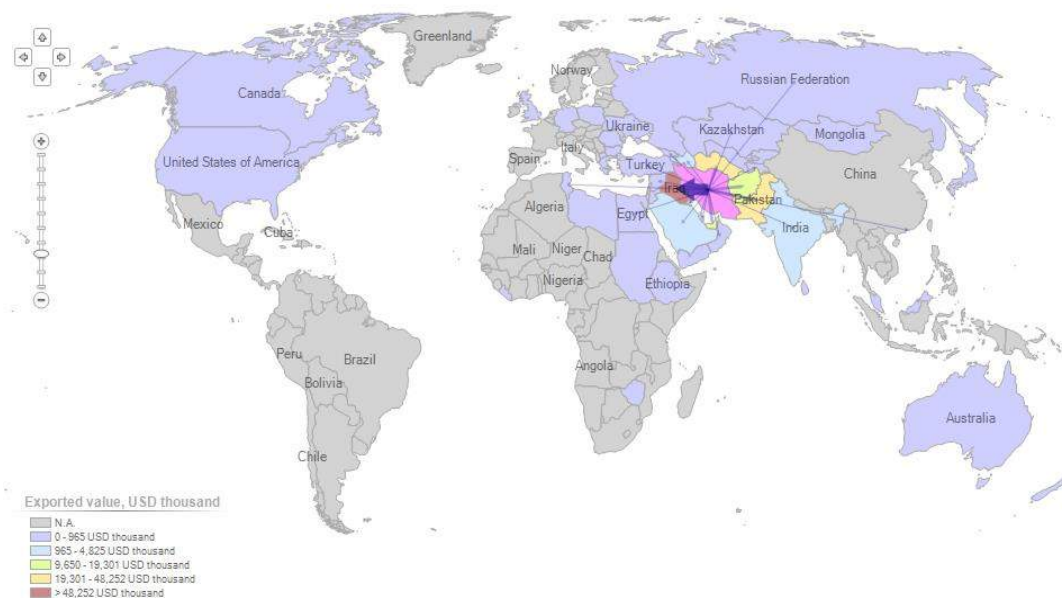 Greenland
Norway
Russian Federation
Canada
Ukraine
Kazakhstan
Mongolia
United States of America
Spain
Italy
Turkey
China
Iraq
Pakistan
Mexico
Cuba
Algeria
Egypt
India
Mali
Niger
Chad
Nigeria
Ethiopia
Peru
Brazil
Angola
Bolivia
Australia
Chile
Exported value, USD thousand
N.A.
0 - 965 USD thousand
965 - 4,825 USD thousand
9,650 - 19,301 USD thousand
19,301 - 48,252 USD thousand
> 48,252 USD thousand